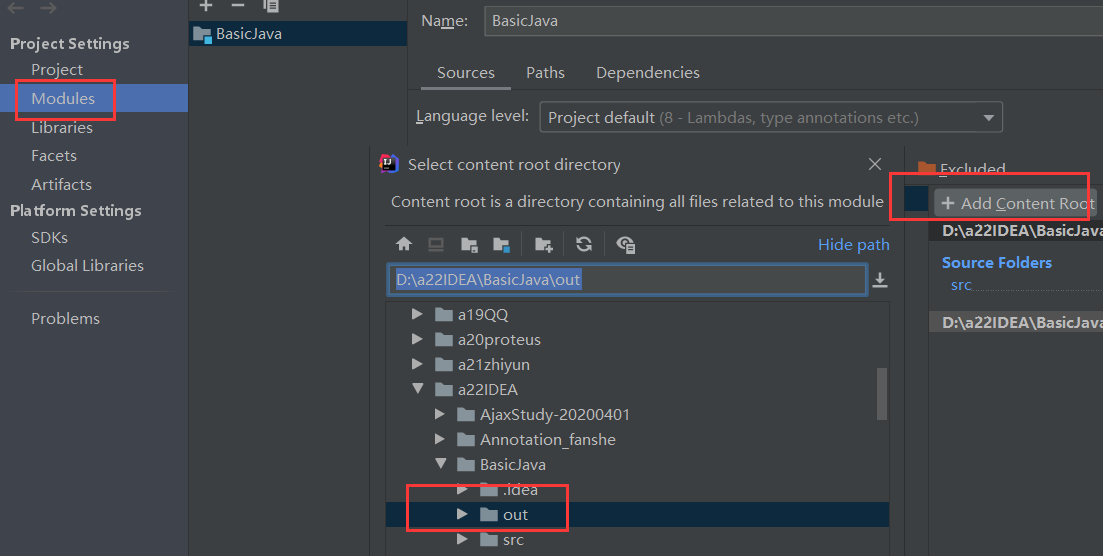 Project Settings
Project
Modules
Libraries
Facets
Artifacts
Platform Settings
SDKs
Global Libraries
Problems
BasicJava
Name: BasicJava
Sources Paths Dependencies
Language level: Project default (8 - Lambdas, type annotations etc.)
Select content root directory
Content root is a directory containing all files related to this module
Hide path
D:\a22IDEA\BasicJava\out
a19QQ
a20proteus
a21zhiyun
a22IDEA
AjaxStudy-20200401
Annotation_fanshe
BasicJava
.idea
out
src
Excluded
+ Add Content Root
D:\a22IDEA\BasicJava
Source Folders
src
D:\a22IDEA\BasicJava